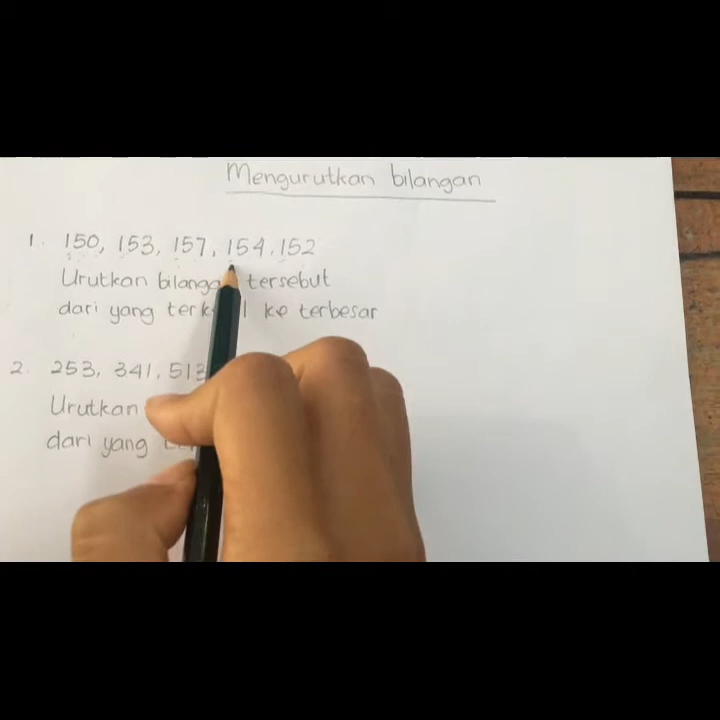 Mengurutkan bilangan
1. 150, 153, 157, 154, 152
Urutkan tersebut
dari yang ke terbesar
2. 253, 341, 513
Urutkan
dari yang